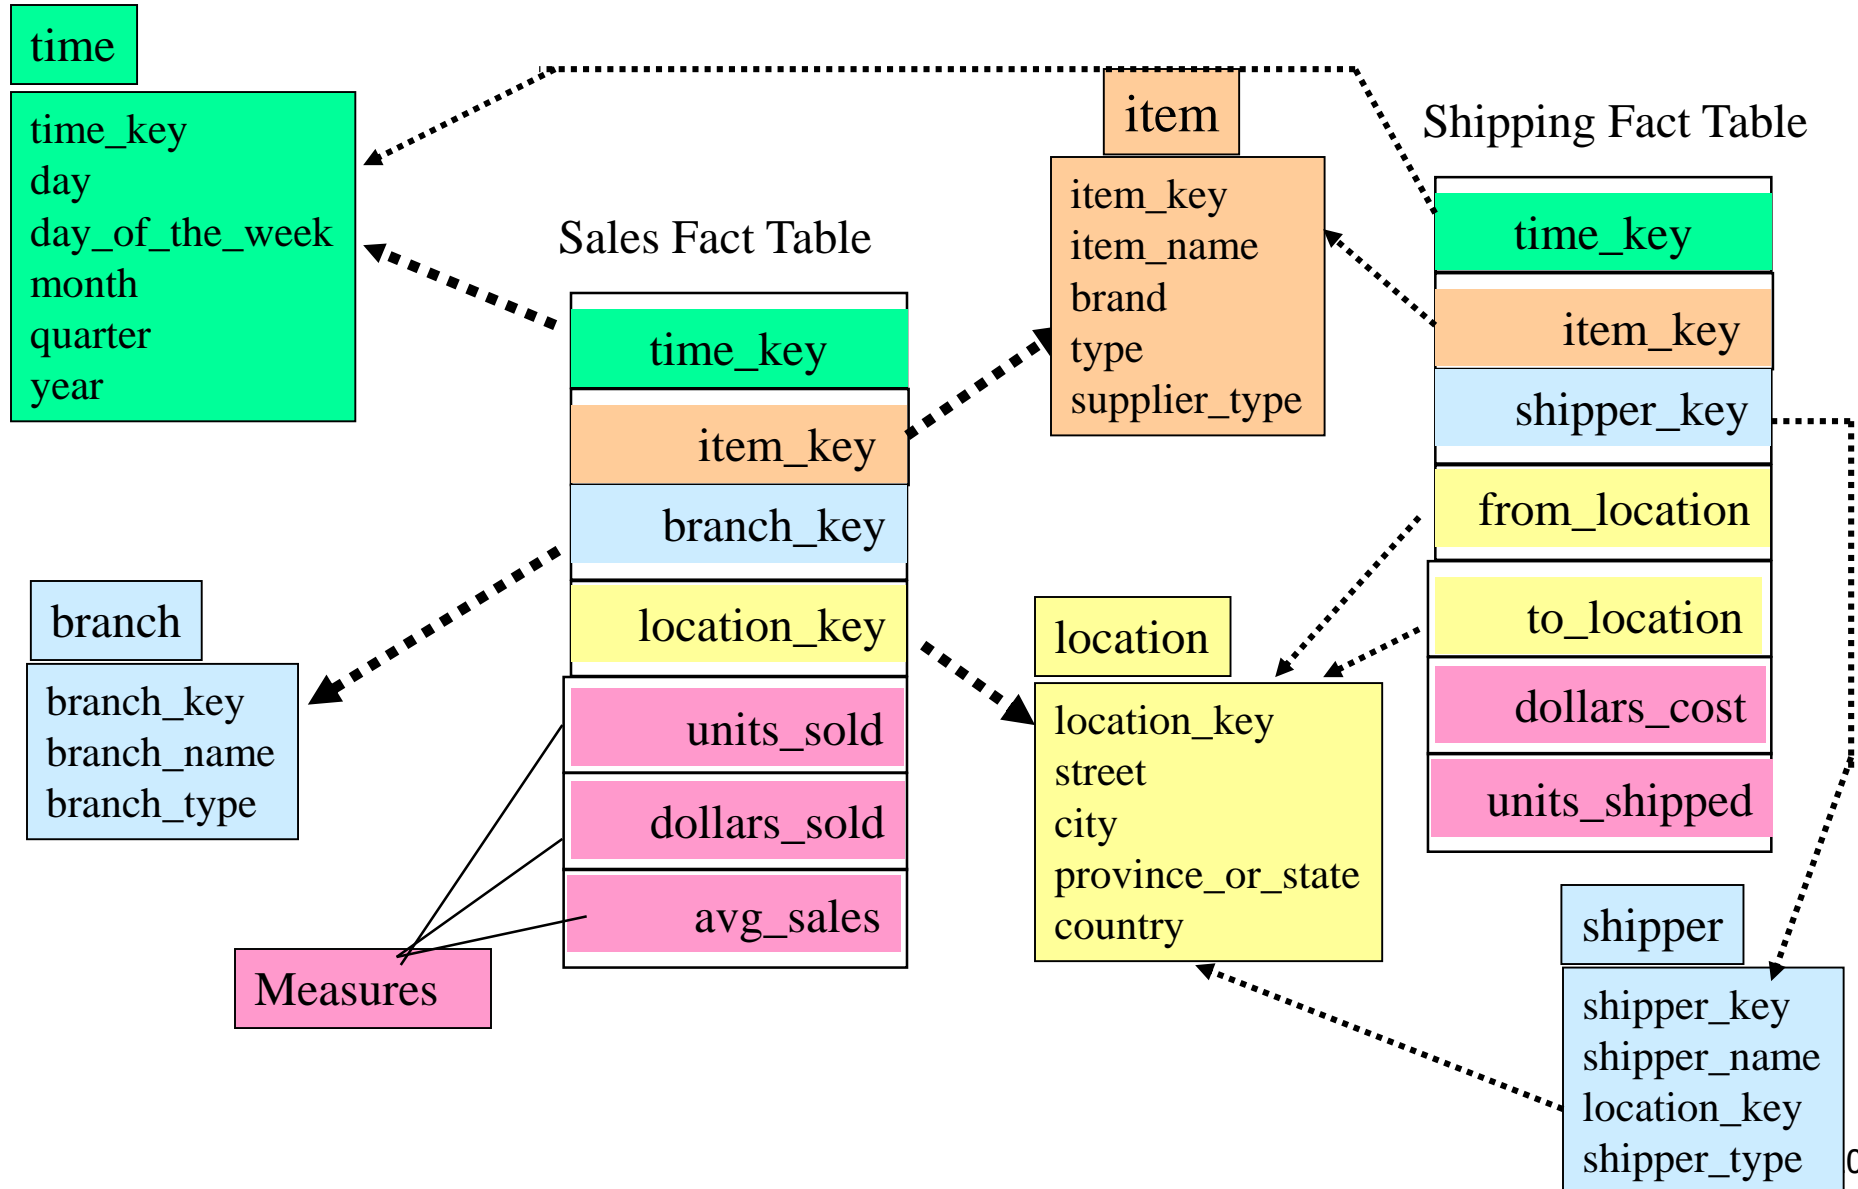 time
time_key
day
day_of_the_week
month
quarter
year
Sales Fact Table
time_key
item_key
branch_key
location_key
units_sold
dollars_sold
avg_sales
Measures
branch
branch_key
branch_name
branch_type
item
item_key
item_name
brand
type
supplier_type
location
location_key
street
city
province_or_state
country
Shipping Fact Table
time_key
item_key
shipper_key
from_location
to_location
dollars_cost
units_shipped
shipper
shipper_key
shipper_name
location_key
shipper_type